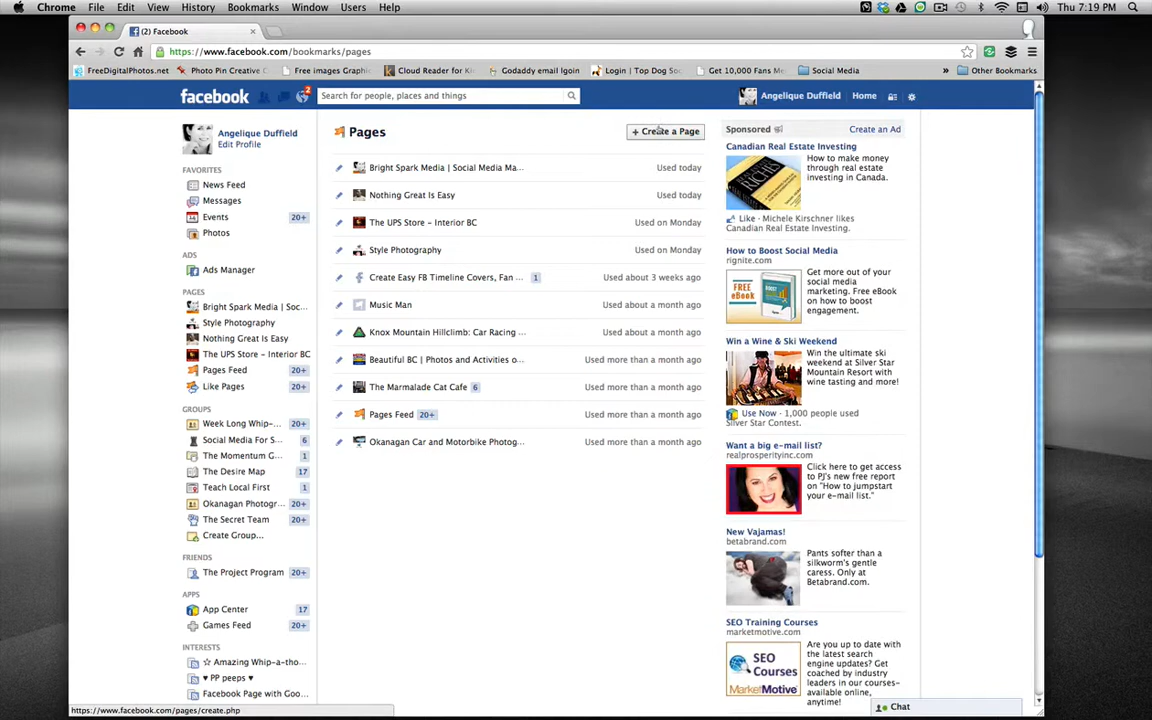 Chrome File Edit View History Bookmarks Window Users Help
Thu 7:19 PM
(2) Facebook
https://www.facebook.com/bookmarks/pages
FreeDigitalPhotos.net Photo Pin Creative C Free images Graphic Cloud Reader for Ki Godaddy email lgoin Login | Top Dog Soc Get 10,000 Fans Me Social Media » Other Bookmarks
facebook 2 Search for people, places and things Angelique Duffield Home
Angelique Duffield
Edit Profile
FAVORITES
News Feed
Messages
Events 20+
Photos
ADS
Ads Manager
PAGES
Bright Spark Media | Soc...
Style Photography
Nothing Great Is Easy
The UPS Store – Interior BC
Pages Feed 20+
Like Pages 20+
GROUPS
Week Long Whip-... 20+
Social Media For S... 6
The Momentum G... 1
The Desire Map 17
Teach Local First 1
Okanagan Photogr... 20+
The Secret Team 20+
Create Group...
FRIENDS
The Project Program 20+
APPS
App Center 17
Games Feed 20+
INTERESTS
☆ Amazing Whip-a-tho...
♥ PP peeps ♥
Facebook Page with Goo...
https://www.facebook.com/pages/create.php
Pages
+ Create a Page
Bright Spark Media | Social Media Ma... Used today
Nothing Great Is Easy Used today
The UPS Store – Interior BC Used on Monday
Style Photography Used on Monday
Create Easy FB Timeline Covers, Fan ... 1 Used about 3 weeks ago
Music Man Used about a month ago
Knox Mountain Hillclimb: Car Racing ... Used about a month ago
Beautiful BC | Photos and Activities o... Used more than a month ago
The Marmalade Cat Cafe 6 Used more than a month ago
Pages Feed 20+ Used more than a month ago
Okanagan Car and Motorbike Photog... Used more than a month ago
Sponsored Create an Ad
Canadian Real Estate Investing
How to make money
through real estate
investing in Canada.
Like · Michele Kirschner likes
Canadian Real Estate Investing.
How to Boost Social Media
rignite.com
Get more out of your
social media
marketing. Free eBook
on how to boost
engagement.
FREE
eBOOK
Win a Wine & Ski Weekend
Win the ultimate ski
weekend at Silver Star
Mountain Resort with
wine tasting and more!
Use Now · 1,000 people used
Silver Star Contest.
Want a big e-mail list?
realprosperityinc.com
Click here to get access
to PJ's new free report
on "How to jumpstart
your e-mail list."
New Vajamas!
betabrand.com
Pants softer than a
silkworm's gentle
caress. Only at
Betabrand.com.
SEO Training Courses
marketmotive.com
Are you up to date with
the latest search
engine updates? Get
coached by industry
leaders in our courses-
available online,
anytime!
SEO
Courses
MarketMotive
Chat